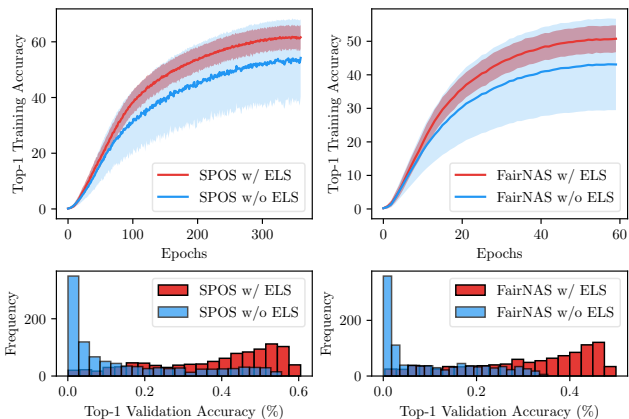 60
40
20
0
Top-1 Training Accuracy
SPOS w/ ELS
SPOS w/o ELS
0
100
200
300
Epochs
50
40
30
20
10
0
Top-1 Training Accuracy
FairNAS w/ ELS
FairNAS w/o ELS
0
20
40
60
Epochs
200
0
Frequency
SPOS w/ ELS
SPOS w/o ELS
0.0
0.2
0.4
0.6
Top-1 Validation Accuracy (%)
200
0
Frequency
FairNAS w/ ELS
FairNAS w/o ELS
0.0
0.2
0.4
Top-1 Validation Accuracy (%)